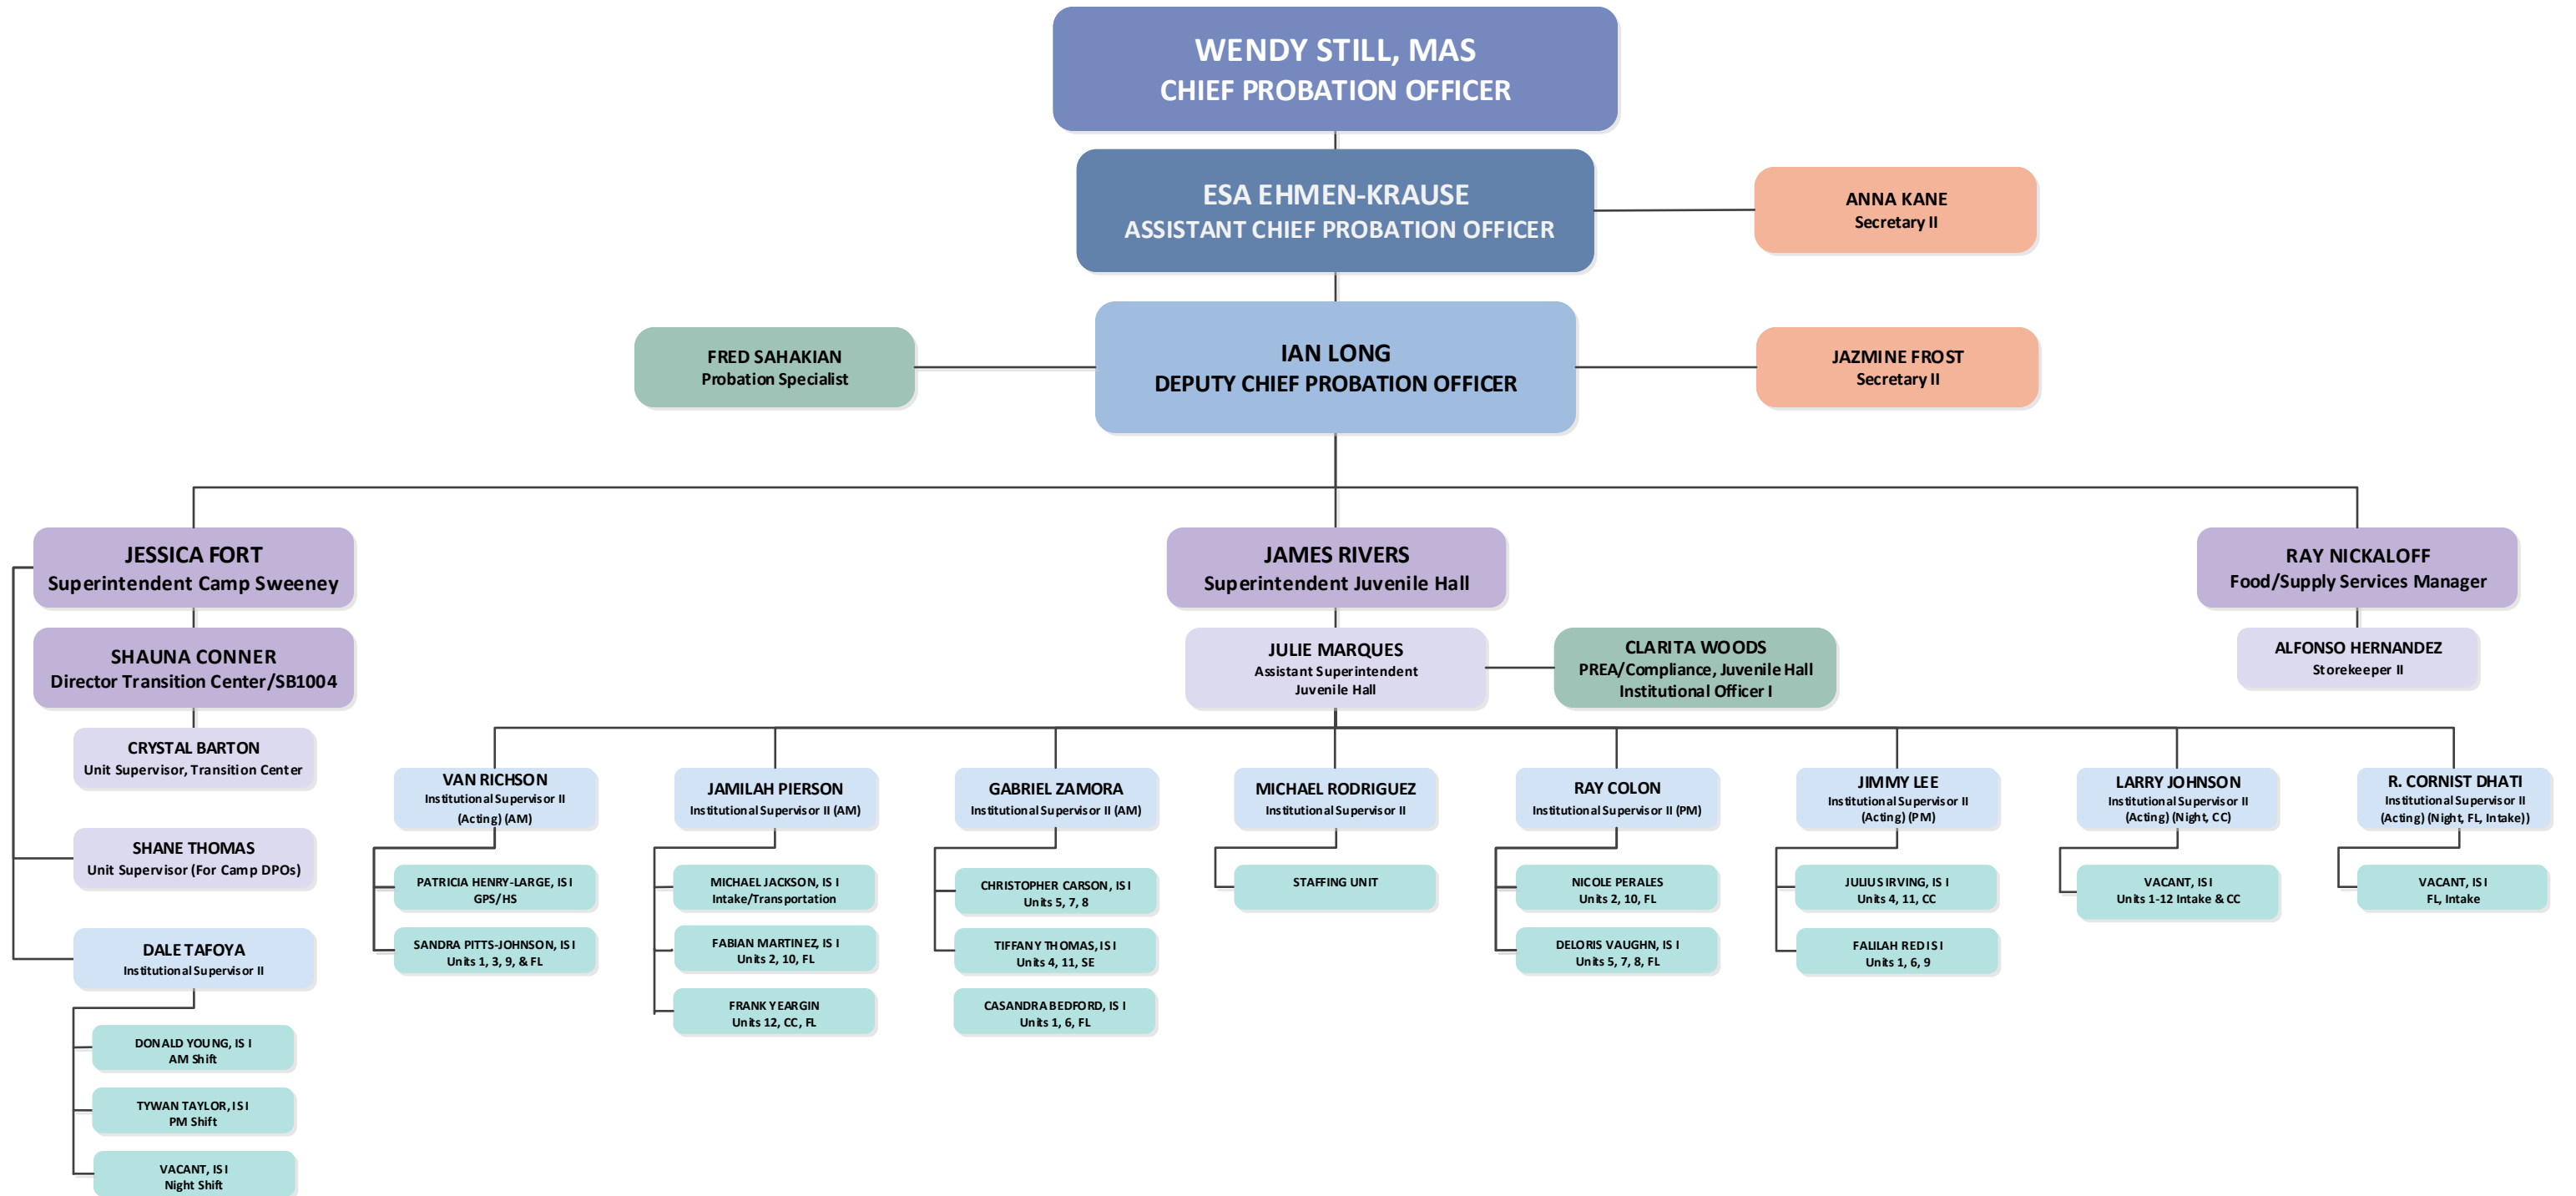 WENDY STILL, MAS
CHIEF PROBATION OFFICER
ESA EHMEN-KRAUSE
ASSISTANT CHIEF PROBATION OFFICER
ANNA KANE
Secretary II
FRED SAHAKIAN
Probation Specialist
IAN LONG
DEPUTY CHIEF PROBATION OFFICER
JAZMINE FROST
Secretary II
JESSICA FORT
Superintendent Camp Sweeney
JAMES RIVERS
Superintendent Juvenile Hall
RAY NICKALOFF
Food/Supply Services Manager
SHAUNA CONNER
Director Transition Center/SB1004
JULIE MARQUES
Assistant Superintendent
Juvenile Hall
CLARITA WOODS
PREA/Compliance, Juvenile Hall
Institutional Officer I
ALFONSO HERNANDEZ
Storekeeper II
CRYSTAL BARTON
Unit Supervisor, Transition Center
SHANE THOMAS
Unit Supervisor (For Camp DPOs)
DALE TAFOYA
Institutional Supervisor II
DONALD YOUNG, IS I
AM Shift
TYWAN TAYLOR, IS I
PM Shift
VACANT, IS I
Night Shift
VAN RICHSON
Institutional Supervisor II
(Acting) (AM)
PATRICIA HENRY-LARGE, IS I
GPS/HS
SANDRA PITTS-JOHNSON, IS I
Units 1, 3, 9, & FL
JAMILAH PIERSON
Institutional Supervisor II (AM)
MICHAEL JACKSON, IS I
Intake/Transportation
FABIAN MARTINEZ, IS I
Units 2, 10, FL
FRANK YEARGIN
Units 12, CC, FL
GABRIEL ZAMORA
Institutional Supervisor II (AM)
CHRISTOPHER CARSON, IS I
Units 5, 7, 8
TIFFANY THOMAS, IS I
Units 4, 11, SE
CASANDRA BEDFORD, IS I
Units 1, 6, FL
MICHAEL RODRIGUEZ
Institutional Supervisor II
STAFFING UNIT
RAY COLON
Institutional Supervisor II (PM)
NICOLE PERALES
Units 2, 10, FL
DELORIS VAUGHN, IS I
Units 5, 7, 8, FL
JIMMY LEE
Institutional Supervisor II
(Acting) (PM)
JULIUS IRVING, IS I
Units 4, 11, CC
FALILAH RED IS I
Units 1, 6, 9
LARRY JOHNSON
Institutional Supervisor II
(Acting) (Night, CC)
VACANT, IS I
Units 1-12 Intake & CC
R. CORNIST DHATI
Institutional Supervisor II
(Acting) (Night, FL, Intake))
VACANT, IS I
FL, Intake